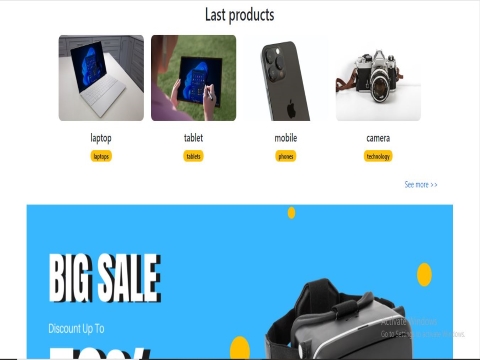 Last products
laptop
tablet
mobile
camera
laptops
tablets
phones
technology
See more >>
BIG SALE
Discount Up To
Activate Windows
Go to Settings to activate Windows.